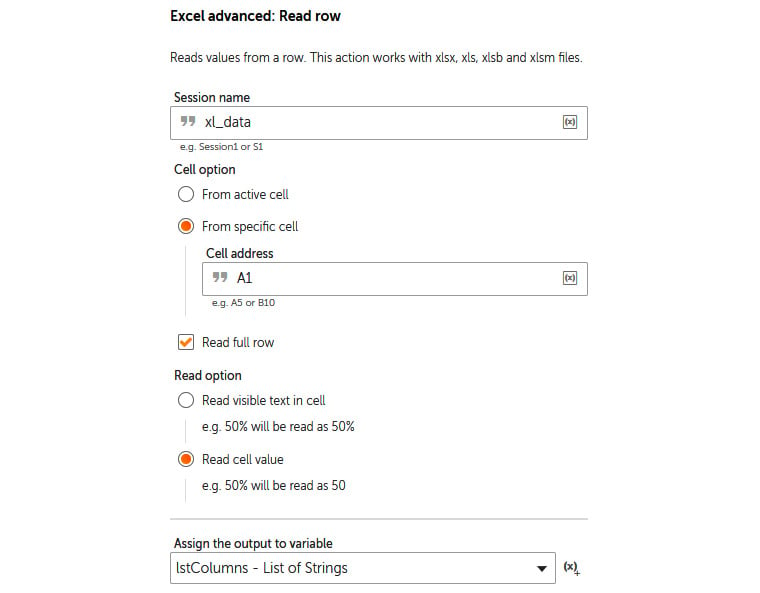 Excel advanced: Read row
Reads values from a row. This action works with xlsx, xls, xlsb and xlsm files.
Session name
xl_data (x)
e.g. Session1 or S1
Cell option
From active cell
From specific cell
Cell address
A1 (x)
e.g. A5 or B10
Read full row
Read option
Read visible text in cell
e.g. 50% will be read as 50%
Read cell value
e.g. 50% will be read as 50
Assign the output to variable
lstColumns - List of Strings (x)+